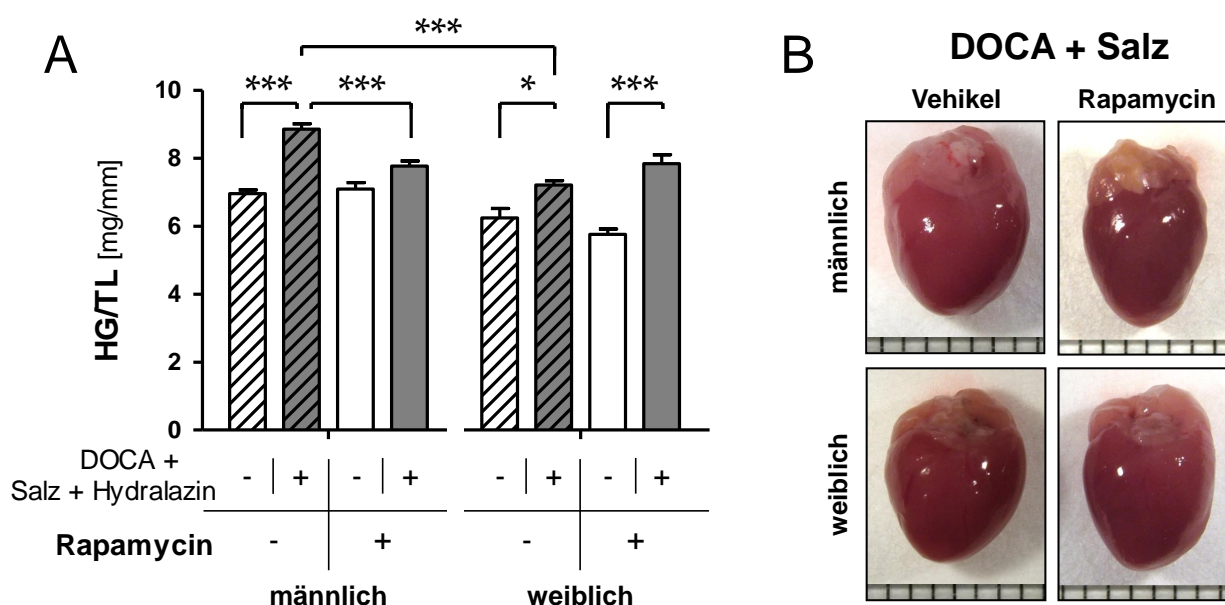 A
***
*** *** * ***
HG/TL [mg/mm]
10
8
6
4
2
0
DOCA +
Salz + Hydralazin
- + - + - + - +
Rapamycin - + - +
männlich weiblich
B
DOCA + Salz
Vehikel Rapamycin
männlich
weiblich